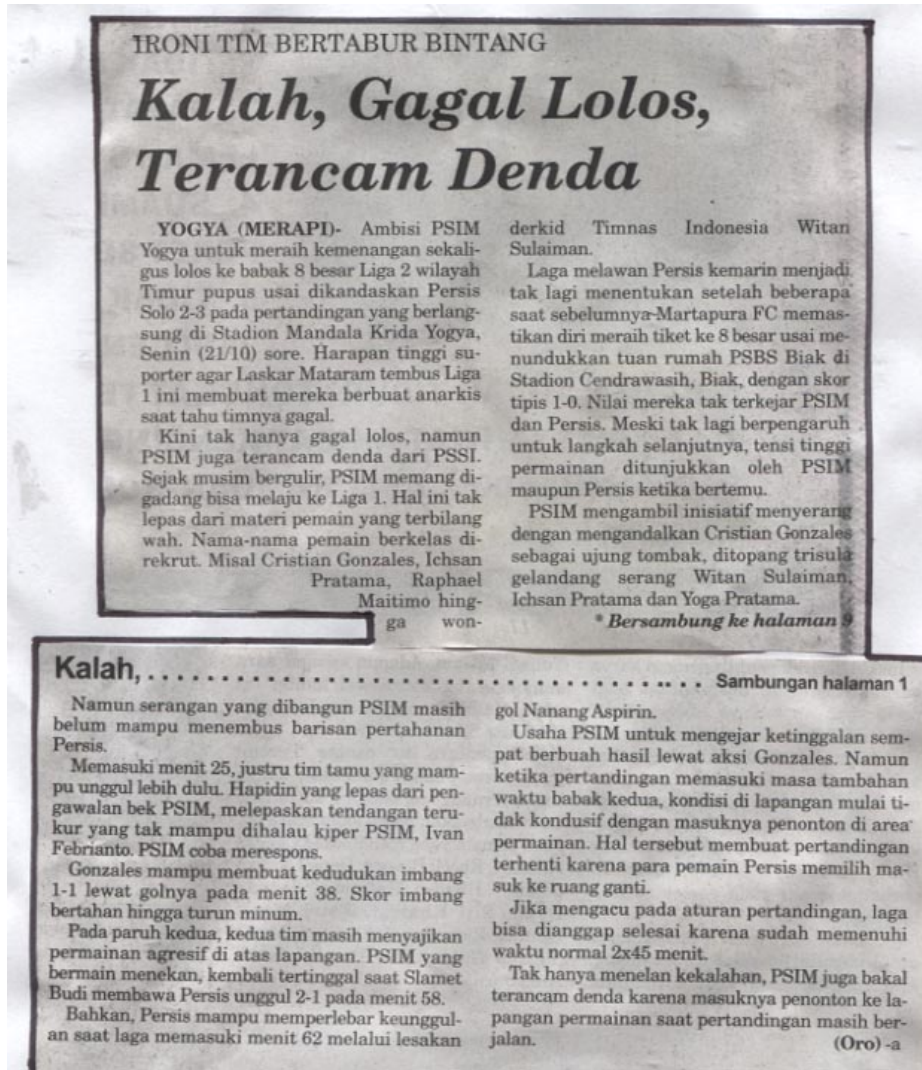 IRONI TIM BERTABUR BINTANG
Kalah, Gagal Lolos,
Terancam Denda
YOGYA (MERAPI)- Ambisi PSIM
Yogya untuk meraih kemenangan sekali-
gus lolos ke babak 8 besar Liga 2 wilayah
Timur pupus usai dikandaskan Persis
Solo 2-3 pada pertandingan yang berlang-
sung di Stadion Mandala Krida Yogya,
Senin (21/10) sore. Harapan tinggi su-
porter agar Laskar Mataram tembus Liga
1 ini membuat mereka berbuat anarkis
saat tahu timnya gagal.
Kini tak hanya gagal lolos, namun
PSIM juga terancam denda dari PSSI.
Sejak musim bergulir, PSIM memang di-
gadang bisa melaju ke Liga 1. Hal ini tak
lepas dari materi pemain yang terbilang
wah. Nama-nama pemain berkelas di-
rekrut. Misal Cristian Gonzales, Ichsan
Pratama, Raphael
Maitimo hing-
ga won-
derkid Timnas Indonesia Witan
Sulaiman.
Laga melawan Persis kemarin menjadi
tak lagi menentukan setelah beberapa
saat sebelumnya Martapura FC memas-
tikan diri meraih tiket ke 8 besar usai me-
nundukkan tuan rumah PSBS Biak di
Stadion Cendrawasih, Biak, dengan skor
tipis 1-0. Nilai mereka tak terkejar PSIM
dan Persis. Meski tak lagi berpengaruh
untuk langkah selanjutnya, tensi tinggi
permainan ditunjukkan oleh PSIM
maupun Persis ketika bertemu.
PSIM mengambil inisiatif menyerang
dengan mengandalkan Cristian Gonzales
sebagai ujung tombak, ditopang trisula
gelandang serang Witan Sulaiman,
Ichsan Pratama dan Yoga Pratama.
* Bersambung ke halaman 9
Kalah,........................................ Sambungan halaman 1
Namun serangan yang dibangun PSIM masih
belum mampu menembus barisan pertahanan
Persis.
Memasuki menit 25, justru tim tamu yang mam-
pu unggul lebih dulu. Hapidin yang lepas dari pen-
gawalan bek PSIM, melepaskan tendangan teru-
kur yang tak mampu dihalau kiper PSIM, Ivan
Febrianto. PSIM coba merespons.
Gonzales mampu membuat kedudukan imbang
1-1 lewat golnya pada menit 38. Skor imbang
bertahan hingga turun minum.
Pada paruh kedua, kedua tim masih menyajikan
permainan agresif di atas lapangan. PSIM yang
bermain menekan, kembali tertinggal saat Slamet
Budi membawa Persis unggul 2-1 pada menit 58.
Bahkan, Persis mampu memperlebar keunggul-
an saat laga memasuki menit 62 melalui lesakan
gol Nanang Aspirin.
Usaha PSIM untuk mengejar ketinggalan sem-
pat berbuah hasil lewat aksi Gonzales. Namun
ketika pertandingan memasuki masa tambahan
waktu babak kedua, kondisi di lapangan mulai ti-
dak kondusif dengan masuknya penonton di area
permainan. Hal tersebut membuat pertandingan
terhenti karena para pemain Persis memilih ma-
suk ke ruang ganti.
Jika mengacu pada aturan pertandingan, laga
bisa dianggap selesai karena sudah memenuhi
waktu normal 2x45 menit.
Tak hanya menelan kekalahan, PSIM juga bakal
terancam denda karena masuknya penonton ke la-
pangan permainan saat pertandingan masih ber-
jalan. (Oro) -a